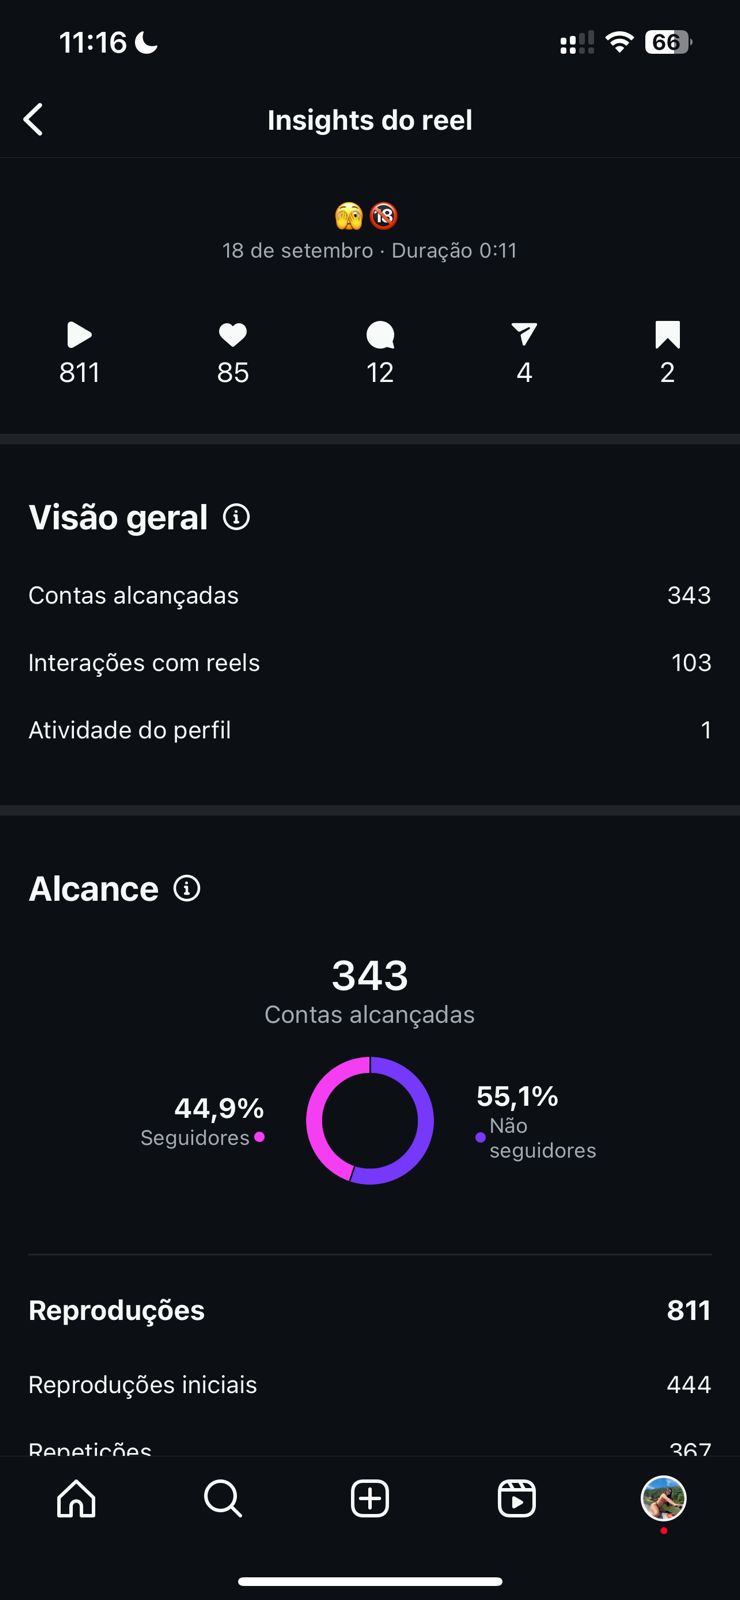 11:16
66
Insights do reel
🫣🔞
18 de setembro · Duração 0:11
811 85 12 4 2
Visão geral
Contas alcançadas 343
Interações com reels 103
Atividade do perfil 1
Alcance
343
Contas alcançadas
44,9%
Seguidores
55,1%
Não
seguidores
Reproduções 811
Reproduções iniciais 444
Repetições 367